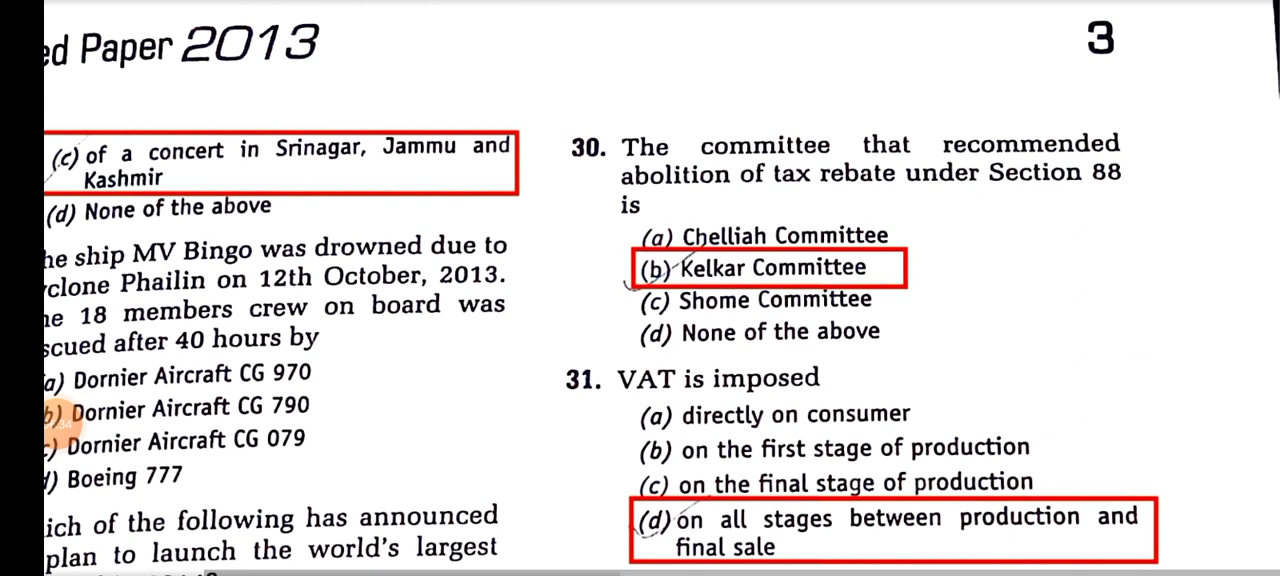 ed Paper 2013
3
(c) of a concert in Srinagar, Jammu and
Kashmir
(d) None of the above
he ship MV Bingo was drowned due to
clone Phailin on 12th October, 2013.
ne 18 members crew on board was
scued after 40 hours by
a) Dornier Aircraft CG 970
b) Dornier Aircraft CG 790
c) Dornier Aircraft CG 079
d) Boeing 777
ich of the following has announced
plan to launch the world's largest
30. The committee that recommended
abolition of tax rebate under Section 88
is
(a) Chelliah Committee
(b) Kelkar Committee
(c) Shome Committee
(d) None of the above
31. VAT is imposed
(a) directly on consumer
(b) on the first stage of production
(c) on the final stage of production
(d) on all stages between production and
final sale